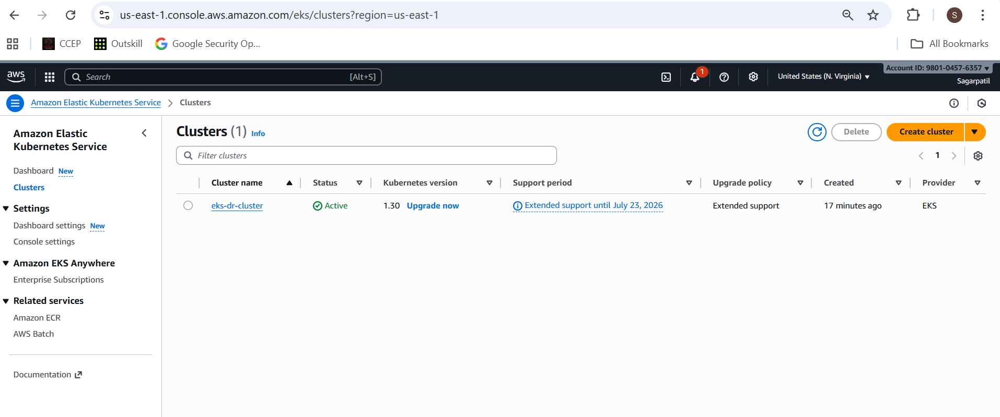 us-east-1.console.aws.amazon.com/eks/clusters?region=us-east-1
S
CCEP
Outskill
Google Security Op...
All Bookmarks
aws
Search
[Alt+S]
1
United States (N. Virginia)
Account ID: 9801-0457-6357
Sagarpatil
Amazon Elastic Kubernetes Service
Clusters
Amazon Elastic
Kubernetes Service
Dashboard New
Clusters
Settings
Dashboard settings New
Console settings
Amazon EKS Anywhere
Enterprise Subscriptions
Related services
Amazon ECR
AWS Batch
Documentation
Clusters (1) Info
Delete
Create cluster
Filter clusters
1
Cluster name Status Kubernetes version Support period Upgrade policy Created Provider
eks-dr-cluster Active 1.30 Upgrade now Extended support until July 23, 2026 Extended support 17 minutes ago EKS